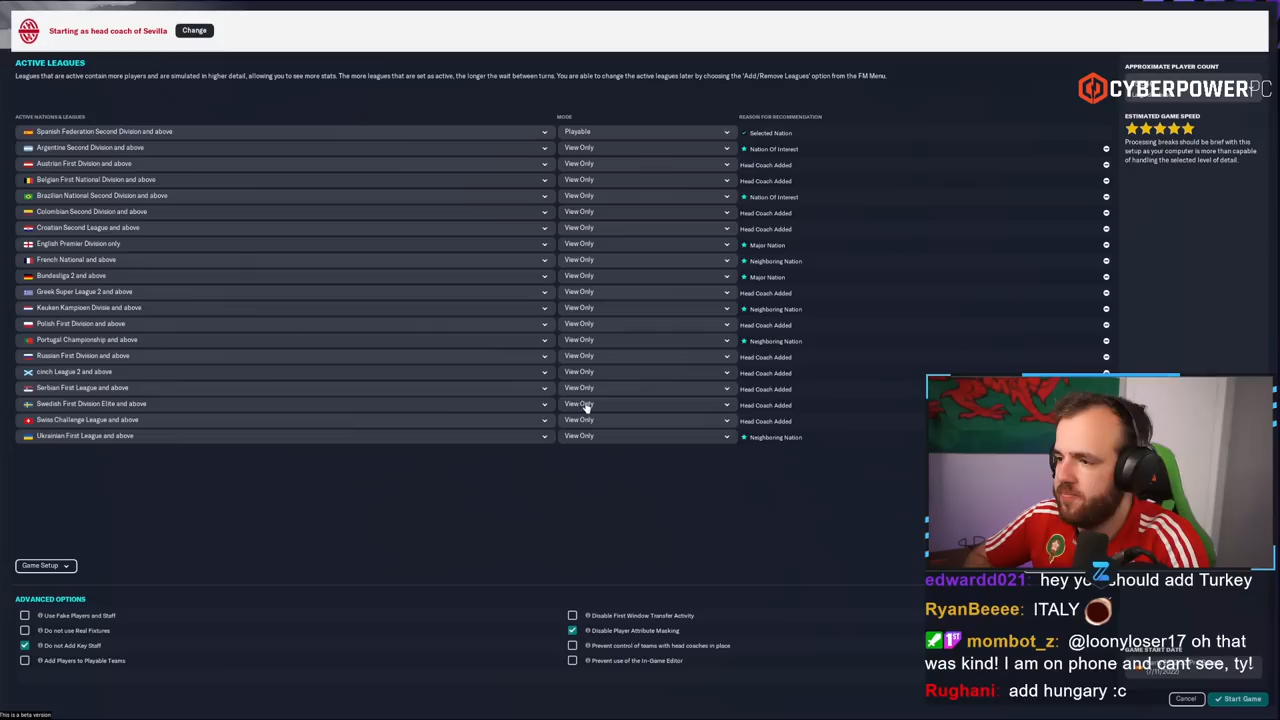 Starting as head coach of Sevilla
Change
ACTIVE LEAGUES
Leagues that are active contain more players and are simulated in higher detail, allowing you to see more stats. The more leagues that are set as active, the longer the wait between turns. You are able to change the active leagues later by choosing the 'Add/Remove Leagues' option from the FM Menu.
APPROXIMATE PLAYER COUNT
CYBERPOWERPC
ESTIMATED GAME SPEED
Processing breaks should be brief with this
setup as your computer is more than capable
of handling the selected level of detail.
ACTIVE NATIONS & LEAGUES MODE REASON FOR RECOMMENDATION
Spanish Federation Second Division and above Playable Selected Nation
Argentine Second Division and above View Only Nation Of Interest
Austrian First Division and above View Only Head Coach Added
Belgian First National Division and above View Only Head Coach Added
Brazilian National Second Division and above View Only Nation Of Interest
Colombian Second Division and above View Only Head Coach Added
Croatian Second League and above View Only Head Coach Added
English Premier Division only View Only Major Nation
French National and above View Only Neighboring Nation
Bundesliga 2 and above View Only Major Nation
Greek Super League 2 and above View Only Head Coach Added
Keuken Kampioen Divisie and above View Only Neighboring Nation
Polish First Division and above View Only Head Coach Added
Portugal Championship and above View Only Neighboring Nation
Russian First Division and above View Only Head Coach Added
cinch League 2 and above View Only Head Coach Added
Serbian First League and above View Only Head Coach Added
Swedish First Division Elite and above View Only Head Coach Added
Swiss Challenge League and above View Only Head Coach Added
Ukrainian First League and above View Only Neighboring Nation
Game Setup
ADVANCED OPTIONS
Use Fake Players and Staff
Do not use Real Fixtures
Do not Add Key Staff
Add Players to Playable Teams
Disable First Window Transfer Activity
Disable Player Attribute Masking
Prevent control of teams with head coaches in place
Prevent use of the In-Game Editor
edwardd021: hey you should add Turkey
RyanBeeee: ITALY
1st mombot_z: @loonyloser17 oh that
was kind! I am on phone and cant see, ty!
Rughani: add hungary :c
GAME START DATE
(7/11/2022)
Cancel
Start Game
This is a beta version